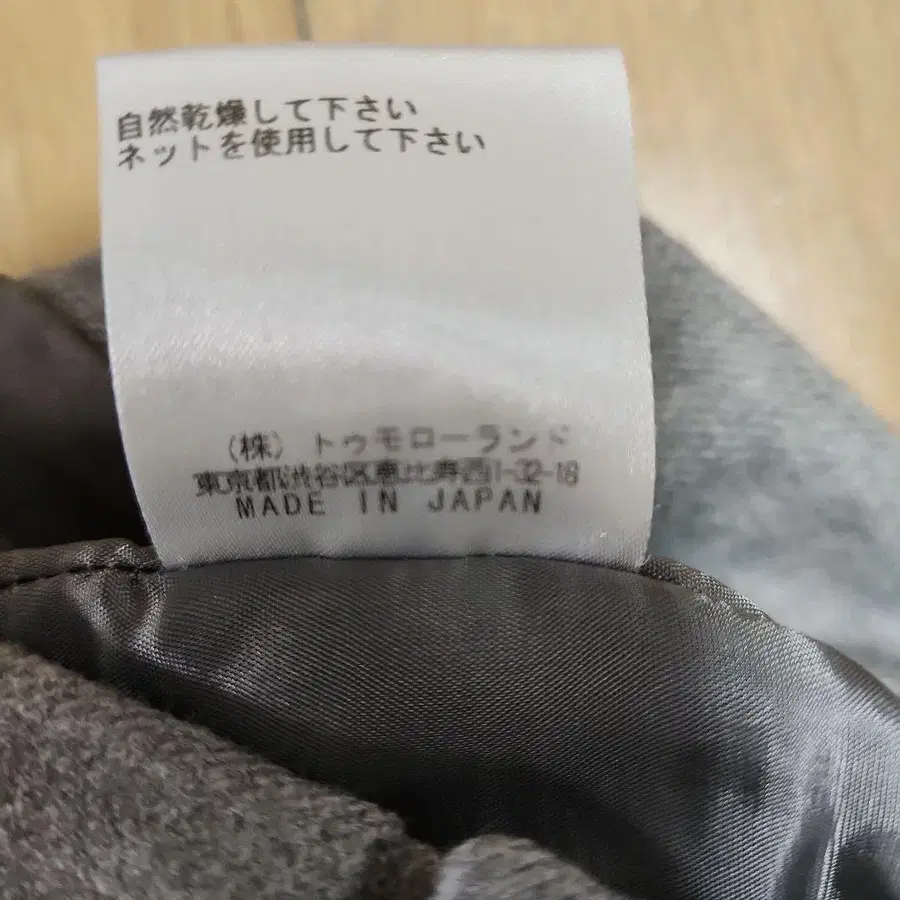 自然乾燥して下さい
ネットを使用して下さい
(株) トゥモローランド
東京都渋谷区恵比寿西1-32-18
MADE IN JAPAN